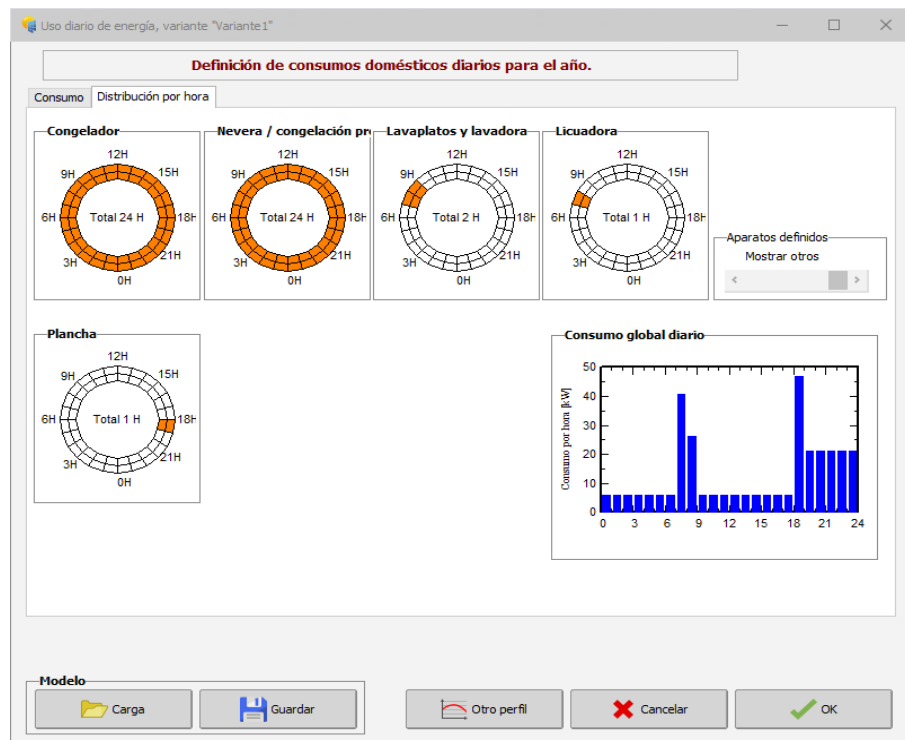 Uso diario de energía, variante "Variante1"
Definición de consumos domésticos diarios para el año.
Consumo
Distribución por hora
Congelador
12H
9H
15H
6H
Total 24 H
18H
3H
21H
0H
Nevera / congelación pr
12H
9H
15H
6H
Total 24 H
18H
3H
21H
0H
Lavaplatos y lavadora
12H
9H
15H
6H
Total 2 H
18H
3H
21H
0H
Licuadora
12H
9H
15H
6H
Total 1 H
18H
3H
21H
0H
Aparatos definidos
Mostrar otros
Plancha
12H
9H
15H
6H
Total 1 H
18H
3H
21H
0H
Consumo global diario
Consumo por hora [kW]
50
40
30
20
10
0
0 3 6 9 12 15 18 21 24
Modelo
Carga
Guardar
Otro perfil
Cancelar
OK